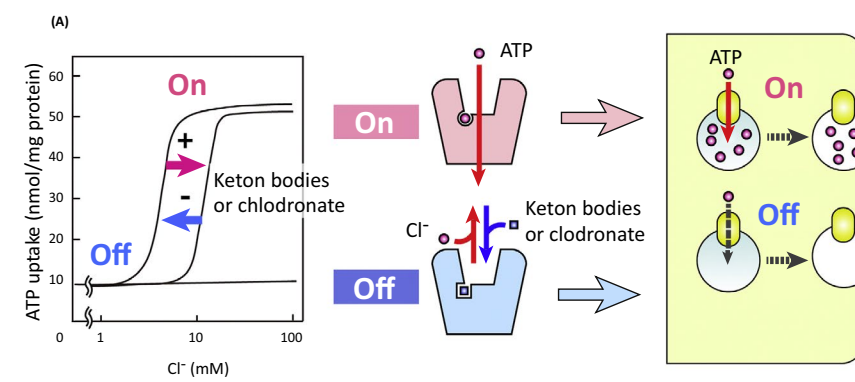 (A)
ATP uptake (nmol/mg protein)
60
50
40
30
20
10
0
1
10
100
Cl⁻ (mM)
On
+
-
Off
Keton bodies
or chlodronate
On
Off
ATP
Cl⁻
Keton bodies
or clodronate
ATP
On
Off